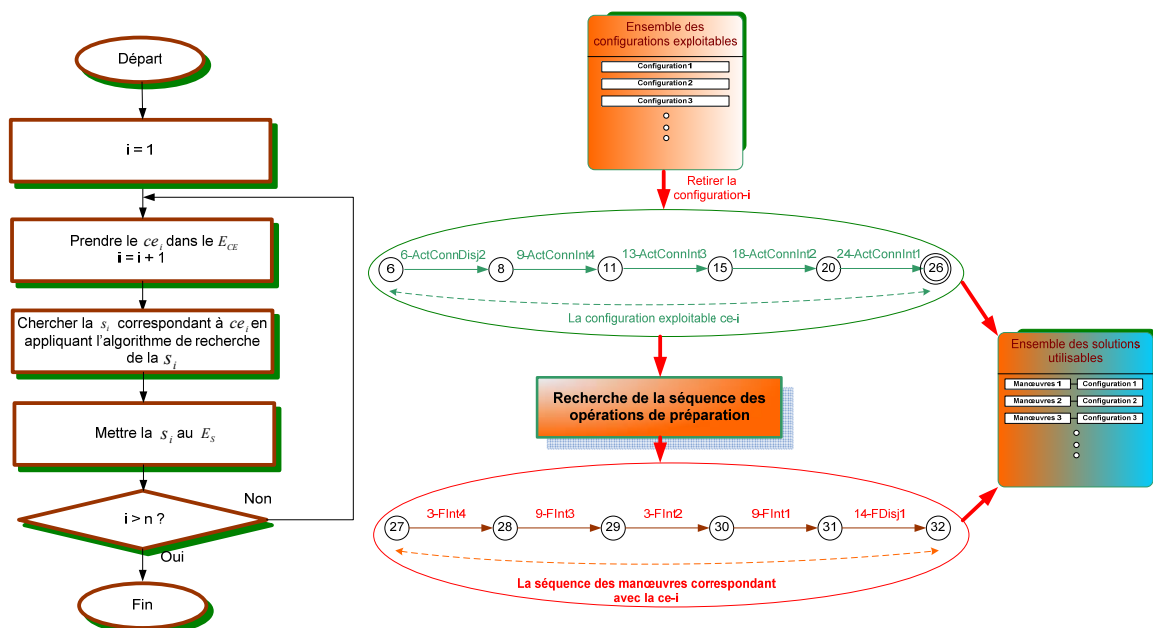 Départ
i = 1
Prendre le ce_i dans le E_CE
i = i + 1
Chercher la s_i correspondant à ce_i en
appliquant l'algorithme de recherche
de la s_i
Mettre la s_i au E_S
i > n ?
Non
Oui
Fin
Ensemble des
configurations exploitables
Configuration 1
Configuration 2
Configuration 3
Retirer la
configuration-i
6-ActConnDisj2
9-ActConnInt4
13-ActConnInt3
18-ActConnInt2
24-ActConnInt1
6
8
11
15
20
26
La configuration exploitable ce-i
Recherche de la séquence des
opérations de préparation
3-FInt4
9-FInt3
3-FInt2
9-FInt1
14-FDisj1
27
28
29
30
31
32
La séquence des manœuvres correspondant
avec la ce-i
Ensemble des solutions
utilisables
Manœuvres 1 Configuration 1
Manœuvres 2 Configuration 2
Manœuvres 3 Configuration 3